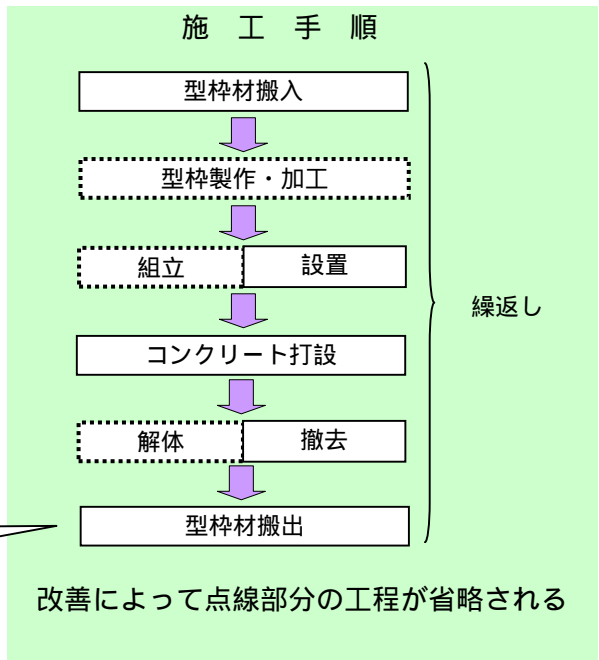 施工手順
型枠材搬入
型枠製作・加工
組立 設置
繰返し
コンクリート打設
解体 撤去
型枠材搬出
改善によって点線部分の工程が省略される